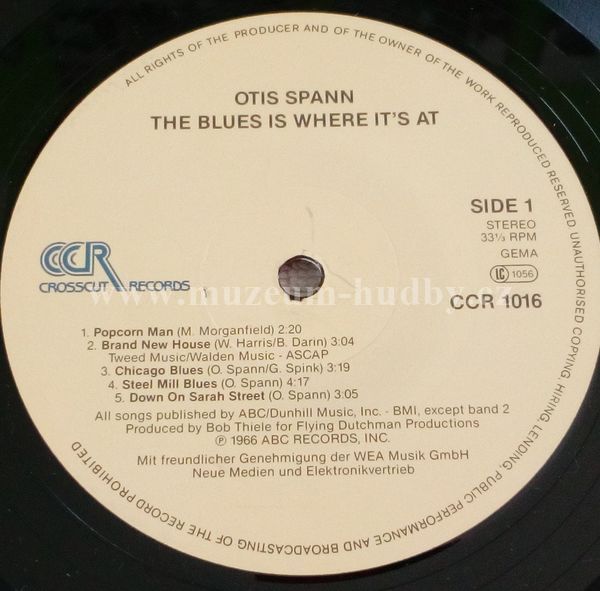 ALL RIGHTS OF THE PRODUCER AND OF THE OWNER OF THE WORK REPRODUCED RESERVED UNAUTHORISED COPYING, HIRING, LENDING, PUBLIC PERFORMANCE AND BROADCASTING OF THE RECORD PROHIBITED
OTIS SPANN
THE BLUES IS WHERE IT'S AT
SIDE 1
STEREO
33⅓ RPM
GEMA
LC 1056
CCR 1016
CCR
CROSSCUT RECORDS
www.muzeum-hudby.cz
1. Popcorn Man (M. Morganfield) 2:20
2. Brand New House (W. Harris/B. Darin) 3:04
Tweed Music/Walden Music - ASCAP
3. Chicago Blues (O. Spann/G. Spink) 3:19
4. Steel Mill Blues (O. Spann) 4:17
5. Down On Sarah Street (O. Spann) 3:05
All songs published by ABC/Dunhill Music, Inc. - BMI, except band 2
Produced by Bob Thiele for Flying Dutchman Productions
℗ 1966 ABC RECORDS, INC.
Mit freundlicher Genehmigung der WEA Musik GmbH
Neue Medien und Elektronikvertrieb